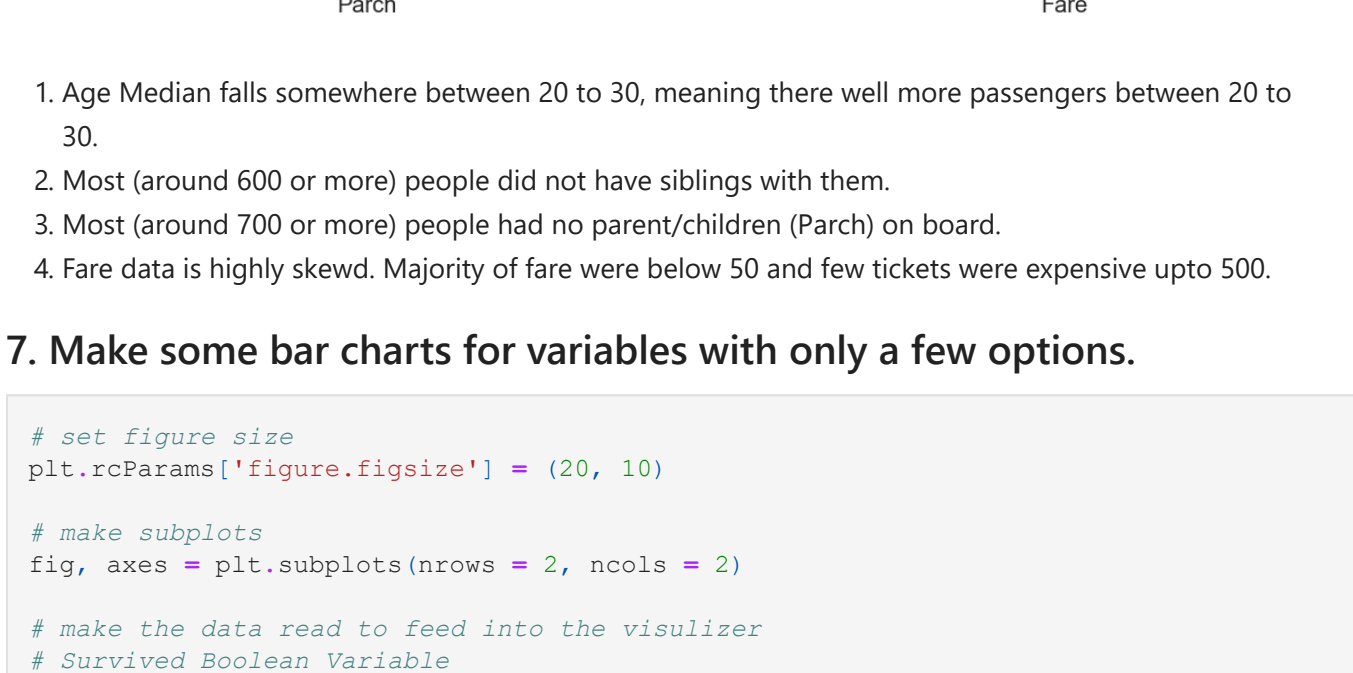 Parch Fare
1. Age Median falls somewhere between 20 to 30, meaning there well more passengers between 20 to
30.
2. Most (around 600 or more) people did not have siblings with them.
3. Most (around 700 or more) people had no parent/children (Parch) on board.
4. Fare data is highly skewd. Majority of fare were below 50 and few tickets were expensive upto 500.
7. Make some bar charts for variables with only a few options.
# set figure size
plt.rcParams['figure.figsize'] = (20, 10)
# make subplots
fig, axes = plt.subplots(nrows = 2, ncols = 2)
# make the data read to feed into the visulizer
# Survived Boolean Variable